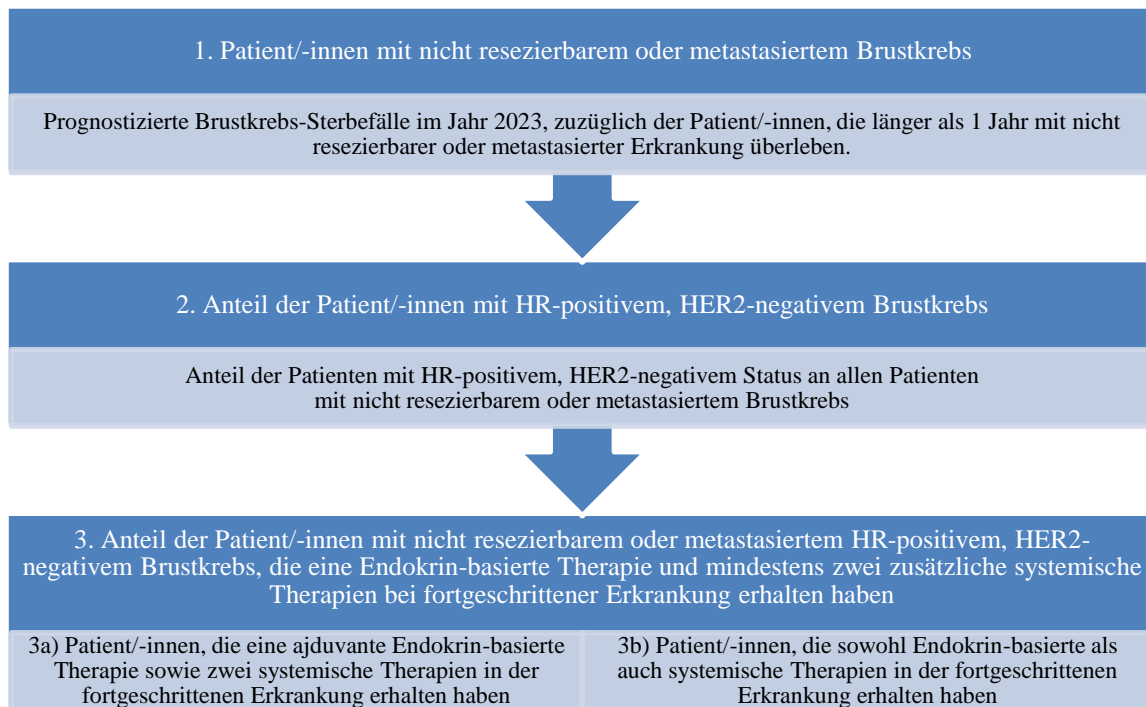 1. Patient/-innen mit nicht resezierbarem oder metastasiertem Brustkrebs
Prognostizierte Brustkrebs-Sterbefälle im Jahr 2023, zuzüglich der Patient/-innen, die länger als 1 Jahr mit nicht
resezierbarer oder metastasierter Erkrankung überleben.
2. Anteil der Patient/-innen mit HR-positivem, HER2-negativem Brustkrebs
Anteil der Patienten mit HR-positivem, HER2-negativem Status an allen Patienten
mit nicht resezierbarem oder metastasiertem Brustkrebs
3. Anteil der Patient/-innen mit nicht resezierbarem oder metastasiertem HR-positivem, HER2-
negativem Brustkrebs, die eine Endokrin-basierte Therapie und mindestens zwei zusätzliche systemische
Therapien bei fortgeschrittener Erkrankung erhalten haben
3a) Patient/-innen, die eine ajduvante Endokrin-basierte
Therapie sowie zwei systemische Therapien in der
fortgeschrittenen Erkrankung erhalten haben
3b) Patient/-innen, die sowohl Endokrin-basierte als
auch systemische Therapien in der fortgeschrittenen
Erkrankung erhalten haben